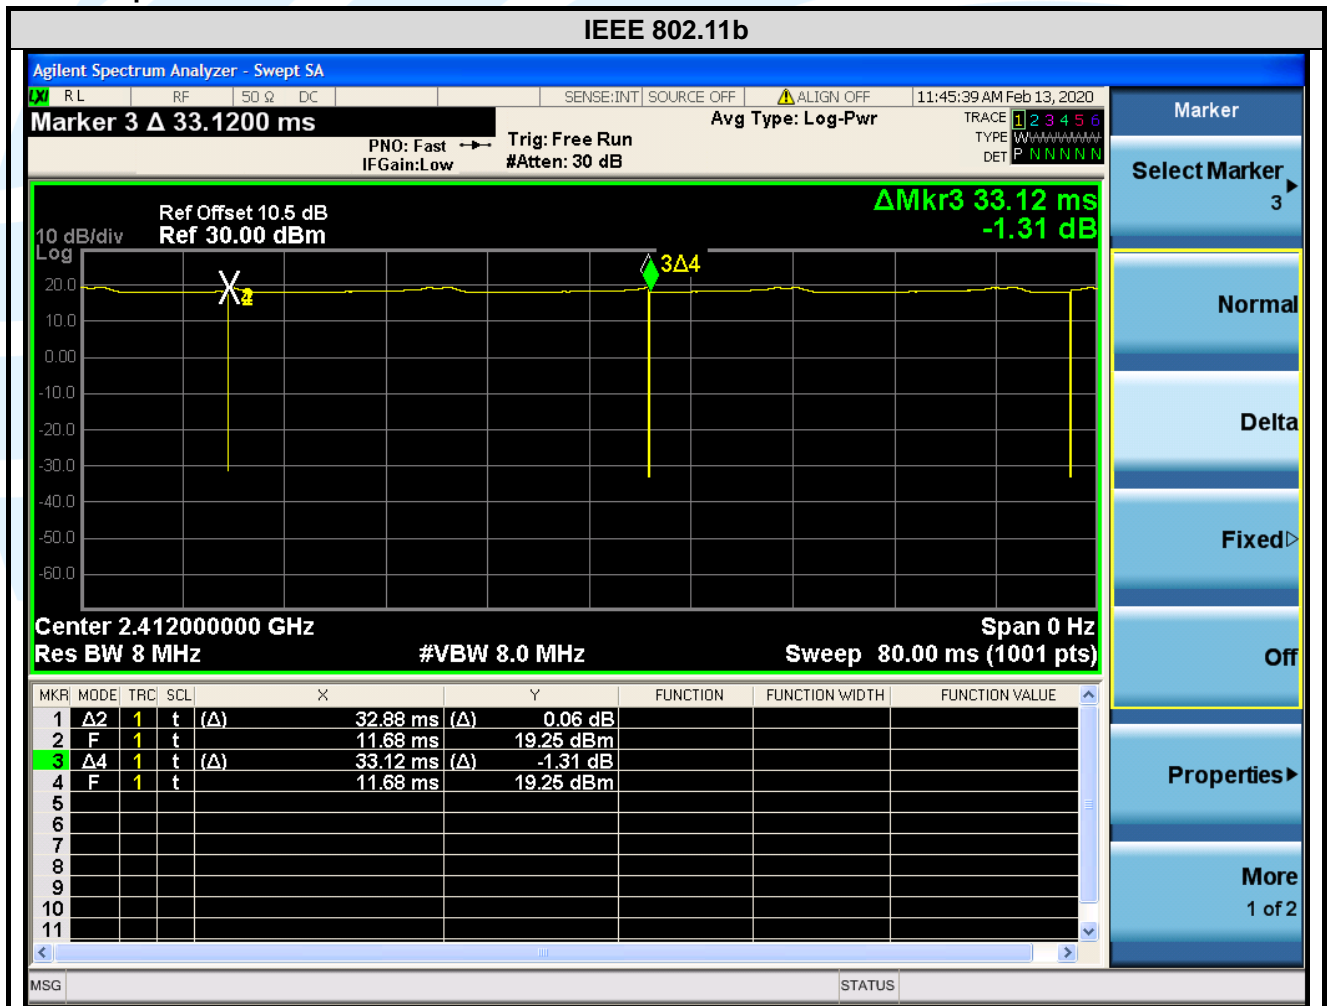 IEEE 802.11b
Agilent Spectrum Analyzer - Swept SA
LXI RL RF 50 Ω DC SENSE:INT SOURCE OFF ALIGN OFF 11:45:39 AM Feb 13, 2020
Marker 3 Δ 33.1200 ms
PNO: Fast
IFGain:Low
Trig: Free Run
#Atten: 30 dB
Avg Type: Log-Pwr
TRACE 1 2 3 4 5 6
TYPE WWWWWW
DET P N N N N N
ΔMkr3 33.12 ms
-1.31 dB
Ref Offset 10.5 dB
10 dB/div Ref 30.00 dBm
Log
20.0
10.0
0.00
-10.0
-20.0
-30.0
-40.0
-50.0
-60.0
3Δ4
Center 2.412000000 GHz Span 0 Hz
Res BW 8 MHz #VBW 8.0 MHz Sweep 80.00 ms (1001 pts)
MKR MODE TRC SCL X Y FUNCTION FUNCTION WIDTH FUNCTION VALUE
1 Δ2 1 t (Δ) 32.88 ms (Δ) 0.06 dB
2 F 1 t 11.68 ms 19.25 dBm
3 Δ4 1 t (Δ) 33.12 ms (Δ) -1.31 dB
4 F 1 t 11.68 ms 19.25 dBm
5
6
7
8
9
10
11
MSG STATUS
Marker
Select Marker
3
Normal
Delta
Fixed
Off
Properties
More
1 of 2